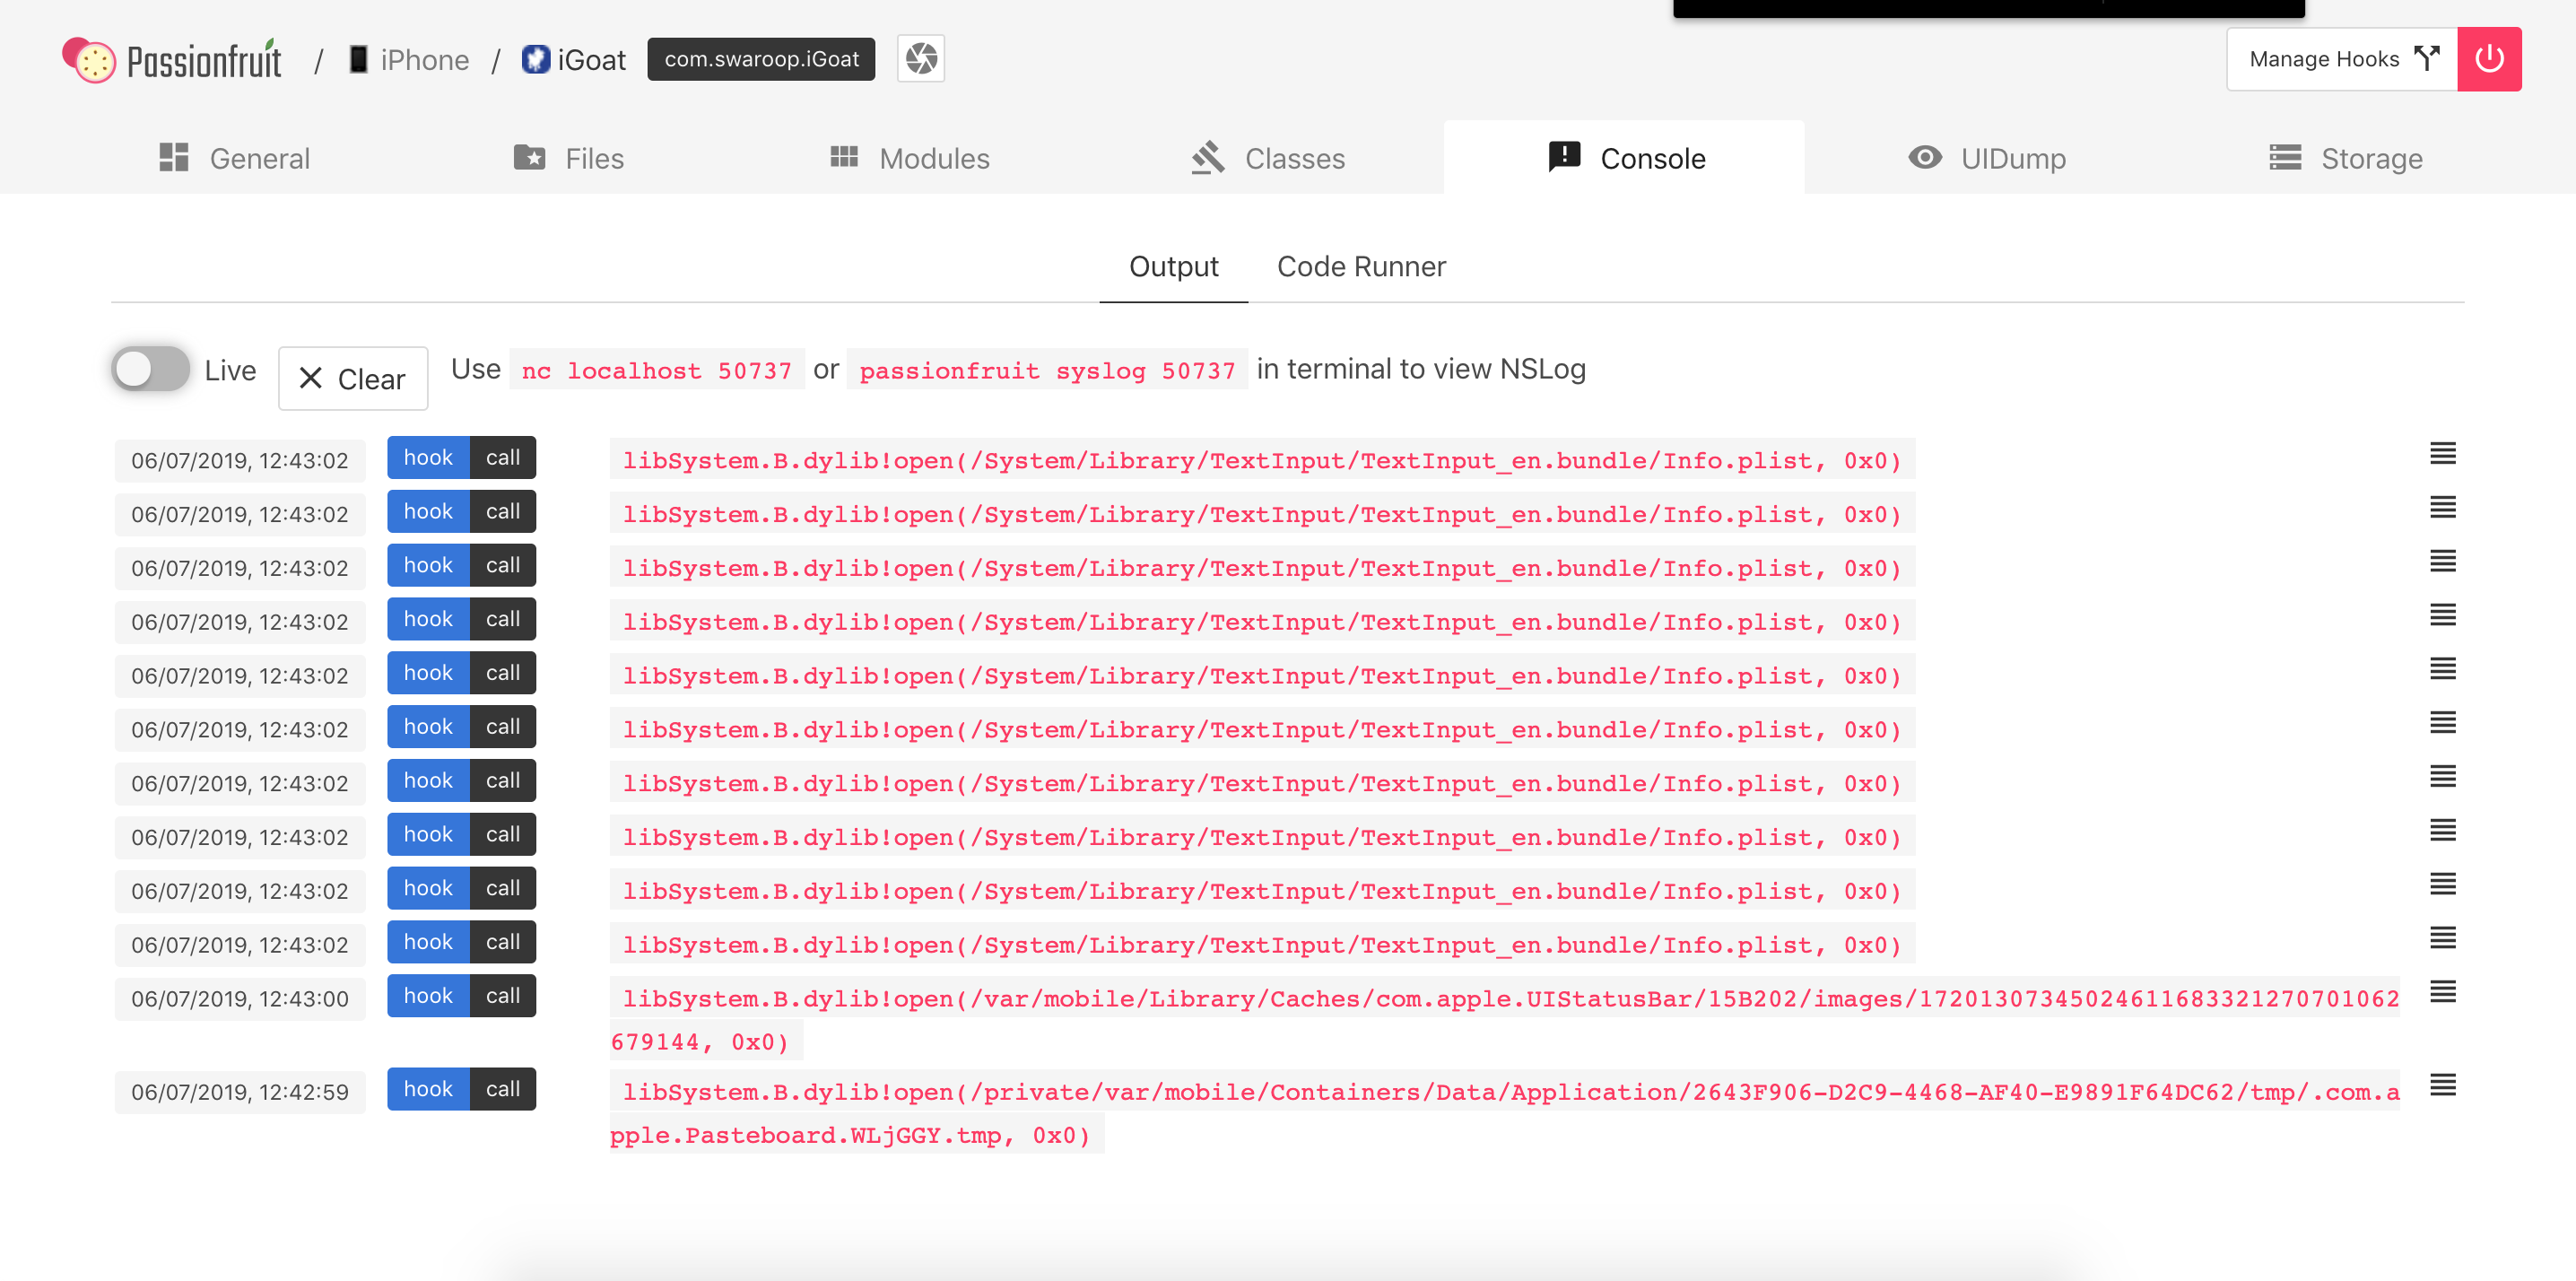 Passionfruit / iPhone / iGoat com.swaroop.iGoat Manage Hooks
General Files Modules Classes Console UIDump Storage
Output Code Runner
Live Clear Use nc localhost 50737 or passionfruit syslog 50737 in terminal to view NSLog
06/07/2019, 12:43:02 hook call libSystem.B.dylib!open(/System/Library/TextInput/TextInput_en.bundle/Info.plist, 0x0)
06/07/2019, 12:43:02 hook call libSystem.B.dylib!open(/System/Library/TextInput/TextInput_en.bundle/Info.plist, 0x0)
06/07/2019, 12:43:02 hook call libSystem.B.dylib!open(/System/Library/TextInput/TextInput_en.bundle/Info.plist, 0x0)
06/07/2019, 12:43:02 hook call libSystem.B.dylib!open(/System/Library/TextInput/TextInput_en.bundle/Info.plist, 0x0)
06/07/2019, 12:43:02 hook call libSystem.B.dylib!open(/System/Library/TextInput/TextInput_en.bundle/Info.plist, 0x0)
06/07/2019, 12:43:02 hook call libSystem.B.dylib!open(/System/Library/TextInput/TextInput_en.bundle/Info.plist, 0x0)
06/07/2019, 12:43:02 hook call libSystem.B.dylib!open(/System/Library/TextInput/TextInput_en.bundle/Info.plist, 0x0)
06/07/2019, 12:43:02 hook call libSystem.B.dylib!open(/System/Library/TextInput/TextInput_en.bundle/Info.plist, 0x0)
06/07/2019, 12:43:02 hook call libSystem.B.dylib!open(/System/Library/TextInput/TextInput_en.bundle/Info.plist, 0x0)
06/07/2019, 12:43:02 hook call libSystem.B.dylib!open(/System/Library/TextInput/TextInput_en.bundle/Info.plist, 0x0)
06/07/2019, 12:43:00 hook call libSystem.B.dylib!open(/var/mobile/Library/Caches/com.apple.UIStatusBar/15B202/images/17201307345024611683321270701062
679144, 0x0)
06/07/2019, 12:42:59 hook call libSystem.B.dylib!open(/private/var/mobile/Containers/Data/Application/2643F906-D2C9-4468-AF40-E9891F64DC62/tmp/.com.a
pple.Pasteboard.WLjGGY.tmp, 0x0)